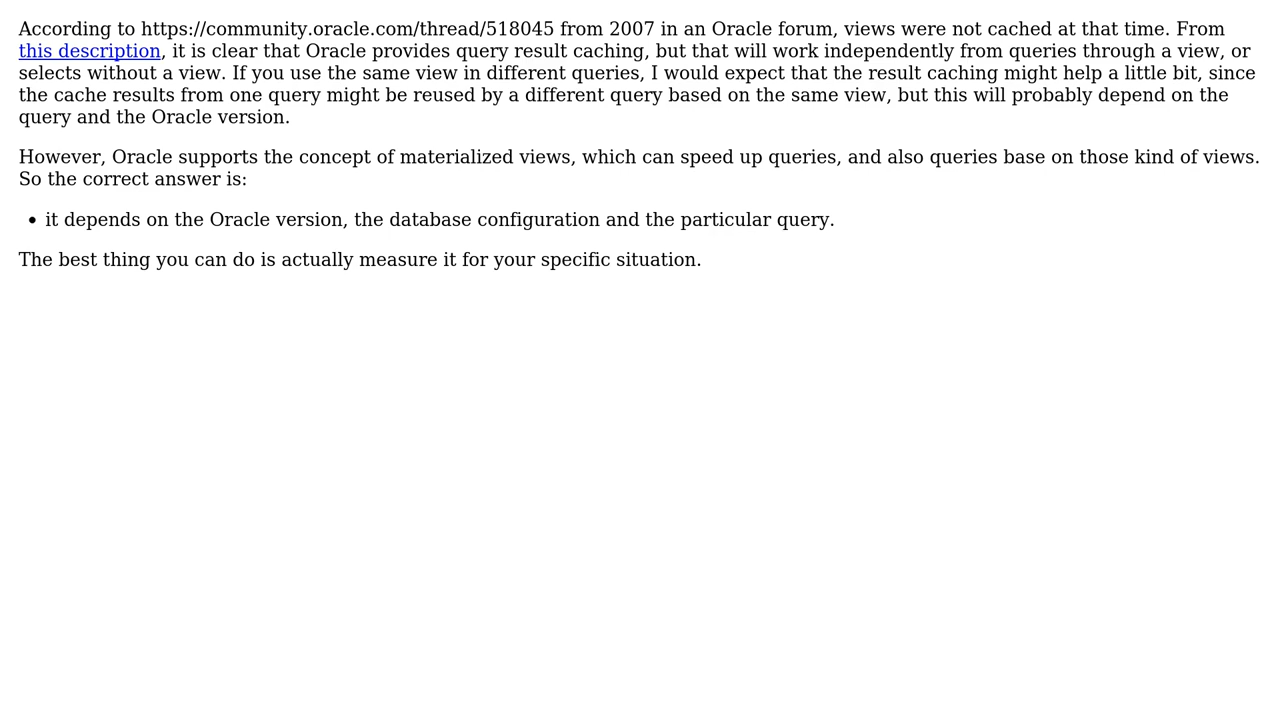 According to https://community.oracle.com/thread/518045 from 2007 in an Oracle forum, views were not cached at that time. From
this description, it is clear that Oracle provides query result caching, but that will work independently from queries through a view, or
selects without a view. If you use the same view in different queries, I would expect that the result caching might help a little bit, since
the cache results from one query might be reused by a different query based on the same view, but this will probably depend on the
query and the Oracle version.
However, Oracle supports the concept of materialized views, which can speed up queries, and also queries base on those kind of views.
So the correct answer is:
• it depends on the Oracle version, the database configuration and the particular query.
The best thing you can do is actually measure it for your specific situation.